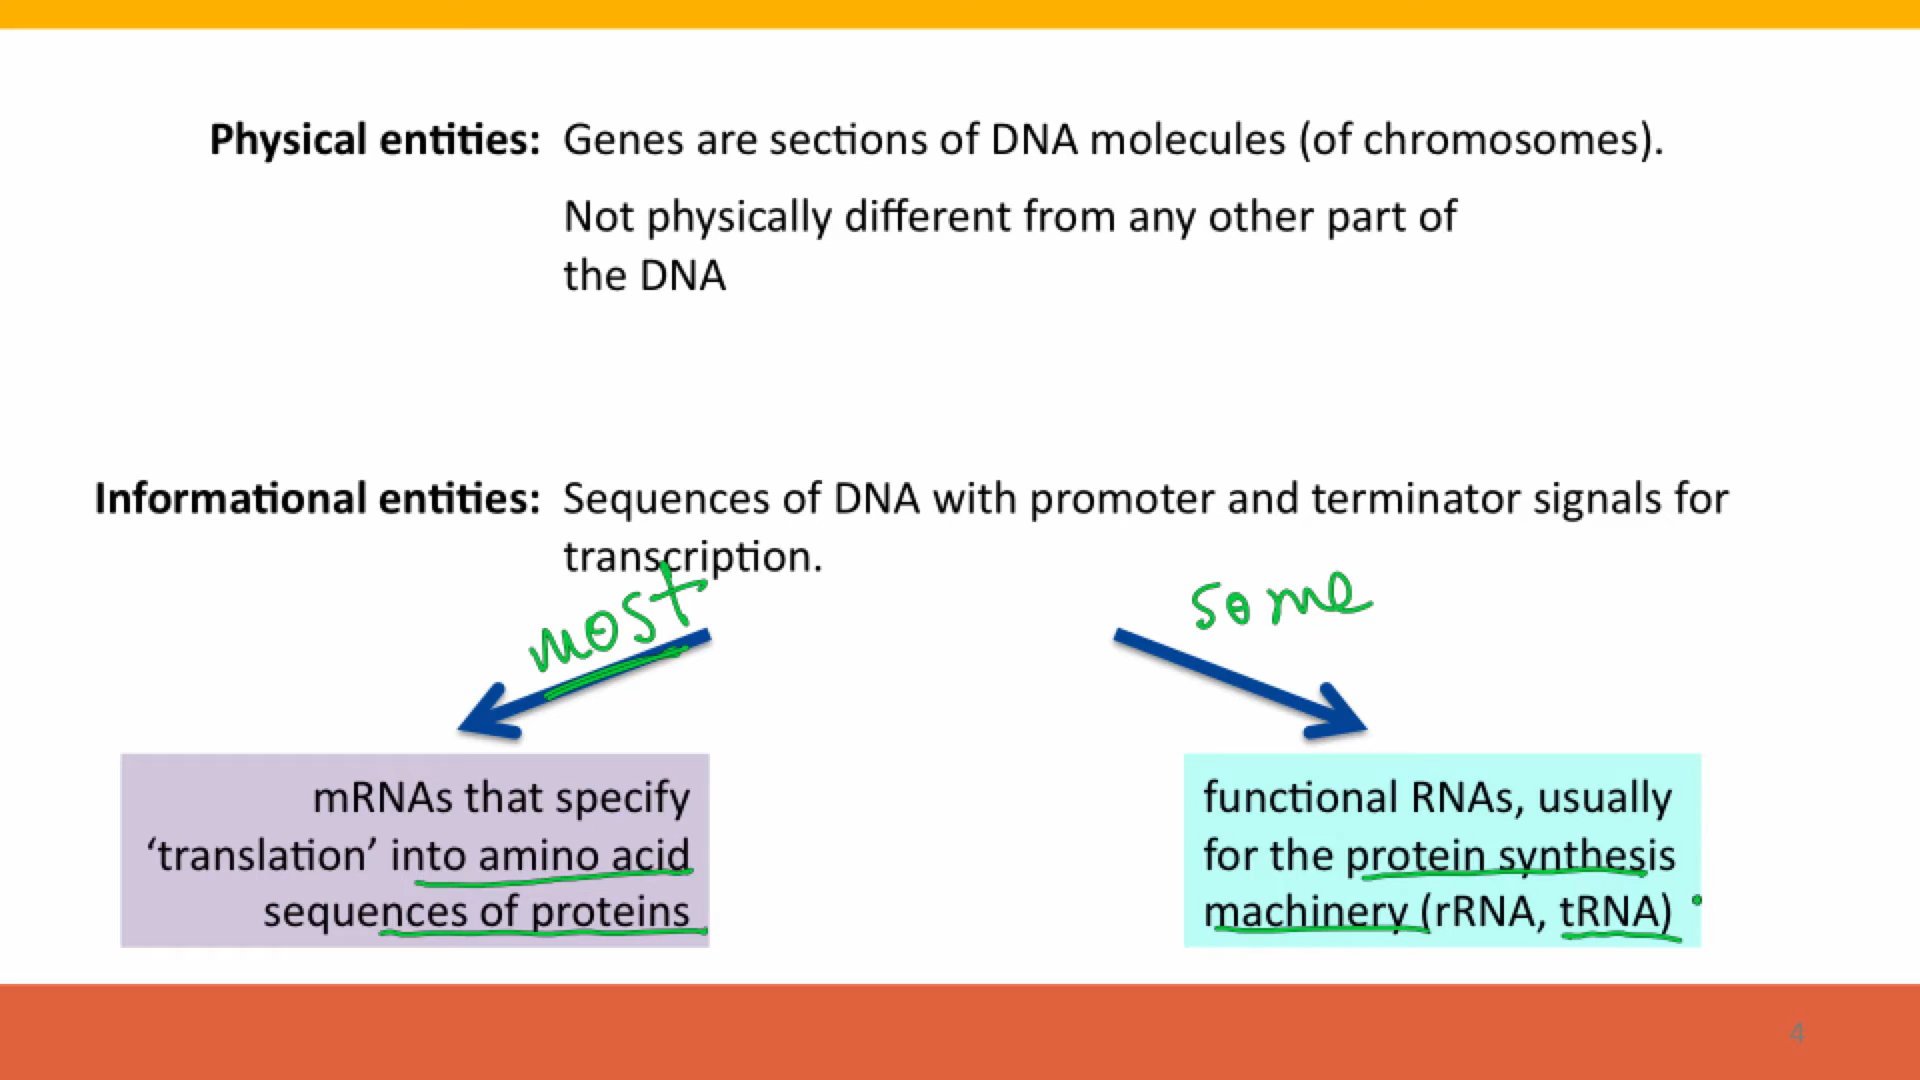 Physical entities: Genes are sections of DNA molecules (of chromosomes).
Not physically different from any other part of
the DNA
Informational entities: Sequences of DNA with promoter and terminator signals for
transcription.
most
some
mRNAs that specify
‘translation’ into amino acid
sequences of proteins
functional RNAs, usually
for the protein synthesis
machinery (rRNA, tRNA)
4